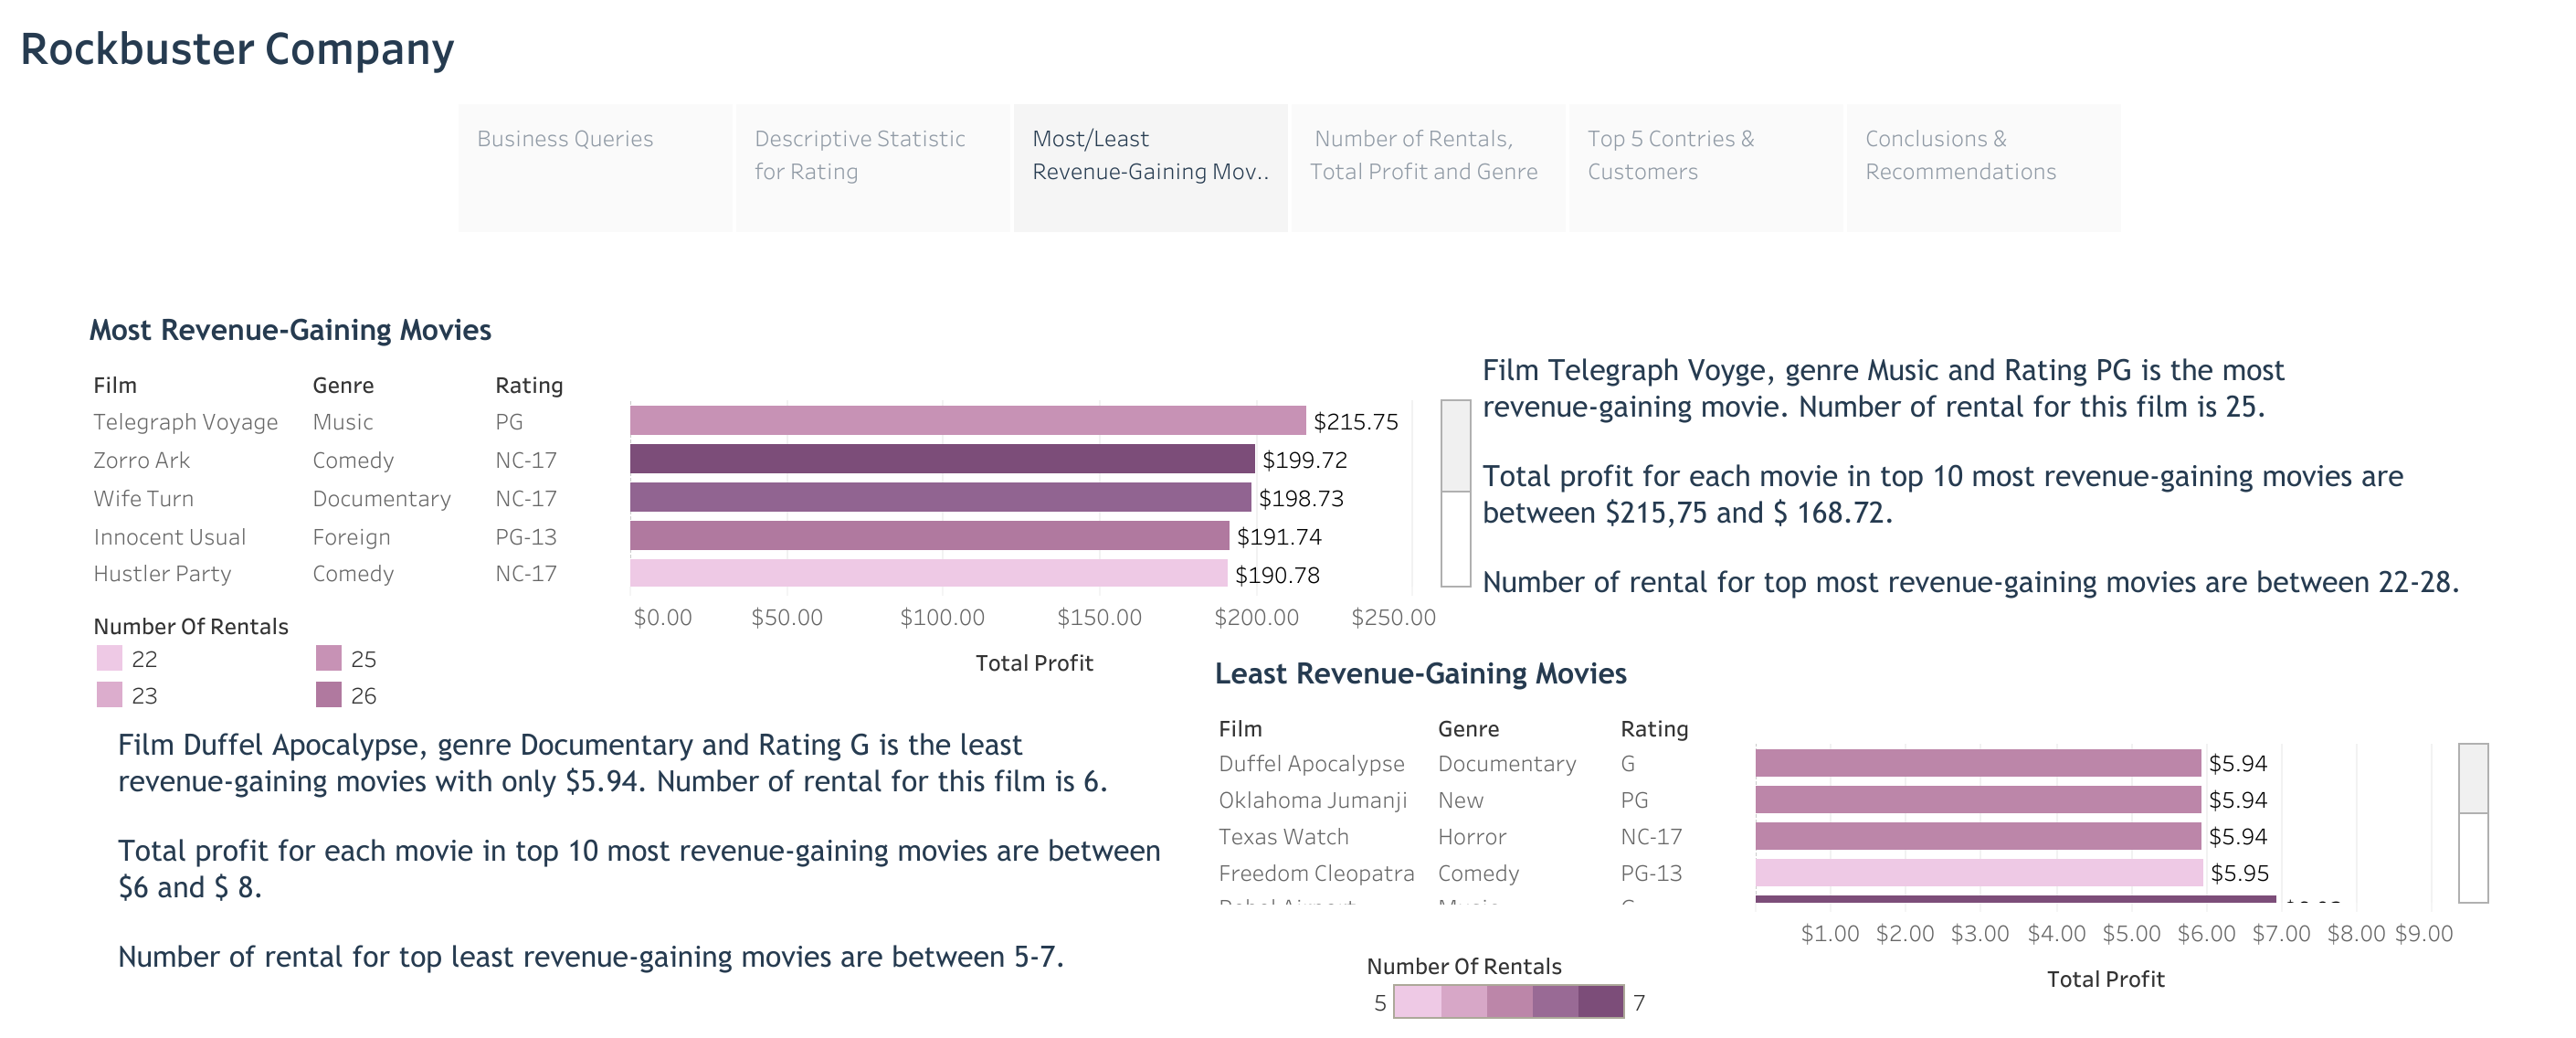 Rockbuster Company
Business Queries
Descriptive Statistic
for Rating
Most/Least
Revenue-Gaining Mov..
Number of Rentals,
Total Profit and Genre
Top 5 Contries &
Customers
Conclusions &
Recommendations
Most Revenue-Gaining Movies
Film Genre Rating
Telegraph Voyage Music PG $215.75
Zorro Ark Comedy NC-17 $199.72
Wife Turn Documentary NC-17 $198.73
Innocent Usual Foreign PG-13 $191.74
Hustler Party Comedy NC-17 $190.78
$0.00 $50.00 $100.00 $150.00 $200.00 $250.00
Total Profit
Number Of Rentals
22 25
23 26
Film Telegraph Voyge, genre Music and Rating PG is the most
revenue-gaining movie. Number of rental for this film is 25.
Total profit for each movie in top 10 most revenue-gaining movies are
between $215,75 and $ 168.72.
Number of rental for top most revenue-gaining movies are between 22-28.
Film Duffel Apocalypse, genre Documentary and Rating G is the least
revenue-gaining movies with only $5.94. Number of rental for this film is 6.
Total profit for each movie in top 10 most revenue-gaining movies are between
$6 and $ 8.
Number of rental for top least revenue-gaining movies are between 5-7.
Least Revenue-Gaining Movies
Film Genre Rating
Duffel Apocalypse Documentary G $5.94
Oklahoma Jumanji New PG $5.94
Texas Watch Horror NC-17 $5.94
Freedom Cleopatra Comedy PG-13 $5.95
$1.00 $2.00 $3.00 $4.00 $5.00 $6.00 $7.00 $8.00 $9.00
Total Profit
Number Of Rentals
5 7